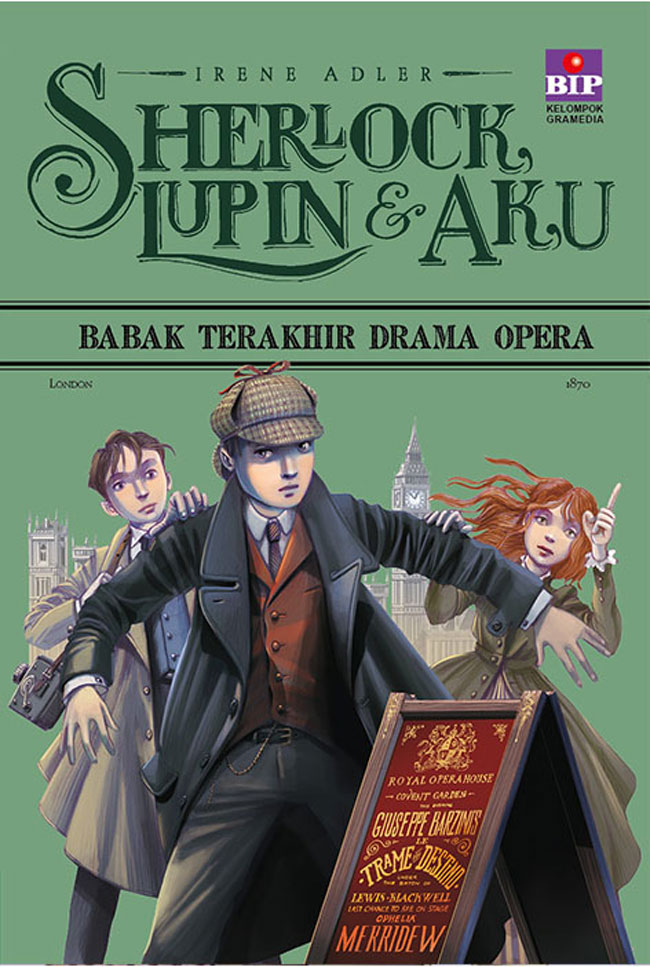 IRENE ADLER
SHERLOCK,
LUPIN & AKU
BIP
KELOMPOK
GRAMEDIA
BABAK TERAKHIR DRAMA OPERA
LONDON
1870
ROYAL OPERA HOUSE
COVENT GARDEN
THIS EVENING
GIUSEPPE BARZINI'S
LE
TRAME DESTINO
UNDER
THE BATON OF
LEWIS-BLACKWELL
LAST CHANCE TO SEE ON STAGE
OPHELIA
MERRIDEW